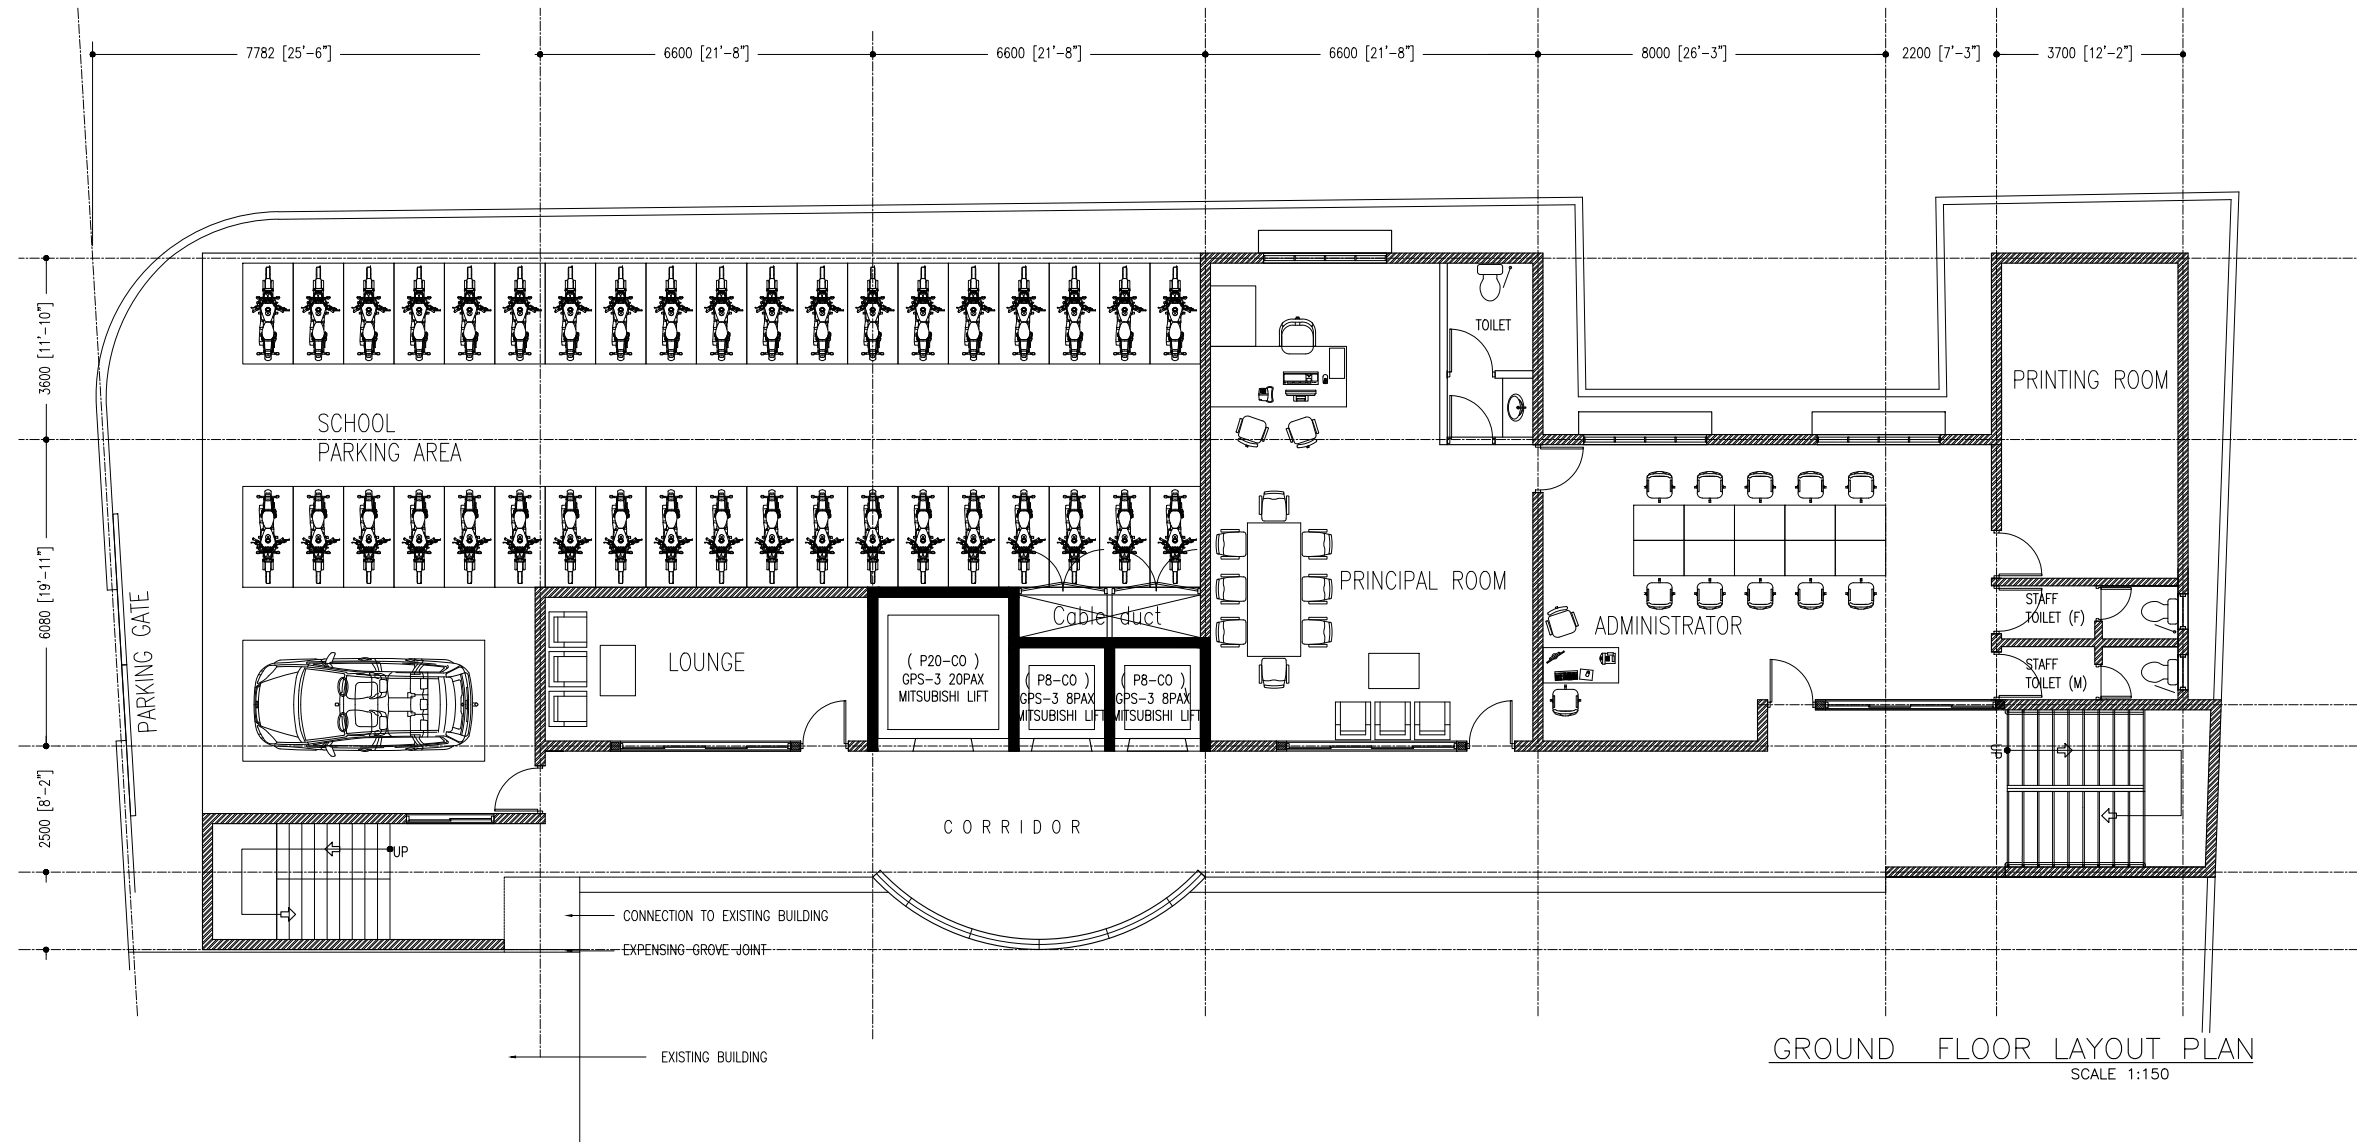 7782 [25'-6"]
6600 [21'-8"]
6600 [21'-8"]
6600 [21'-8"]
8000 [26'-3"]
2200 [7'-3"]
3700 [12'-2"]
3600 [11'-10"]
6080 [19'-11"]
2500 [8'-2"]
SCHOOL
PARKING AREA
PARKING GATE
TOILET
PRINTING ROOM
PRINCIPAL ROOM
ADMINISTRATOR
STAFF
TOILET (F)
STAFF
TOILET (M)
Cable duct
LOUNGE
( P20-CO )
GPS-3 20PAX
MITSUBISHI LIFT
( P8-CO )
GPS-3 8PAX
MITSUBISHI LIFT
( P8-CO )
GPS-3 8PAX
MITSUBISHI LIFT
UP
CORRIDOR
UP
CONNECTION TO EXISTING BUILDING
EXPENSING GROVE JOINT
EXISTING BUILDING
GROUND FLOOR LAYOUT PLAN
SCALE 1:150